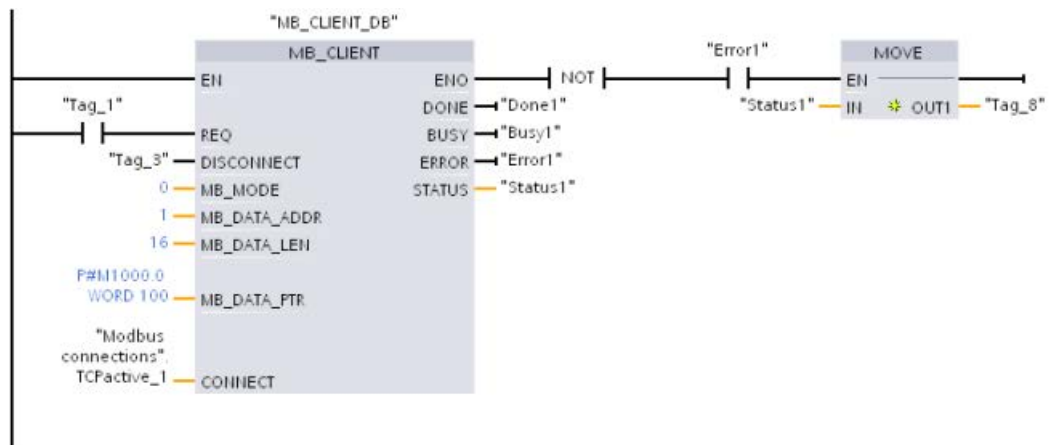 "MB_CLIENT_DB"
MB_CLIENT
"Error1"
MOVE
EN
ENO
NOT
EN
"Tag_1"
DONE
"Done1"
"Status1"
IN
OUT1
"Tag_8"
REQ
BUSY
"Busy1"
"Tag_3"
DISCONNECT
ERROR
"Error1"
0
MB_MODE
STATUS
"Status1"
1
MB_DATA_ADDR
16
MB_DATA_LEN
P#M1000.0
WORD 100
MB_DATA_PTR
"Modbus
connections".
TCPactive_1
CONNECT